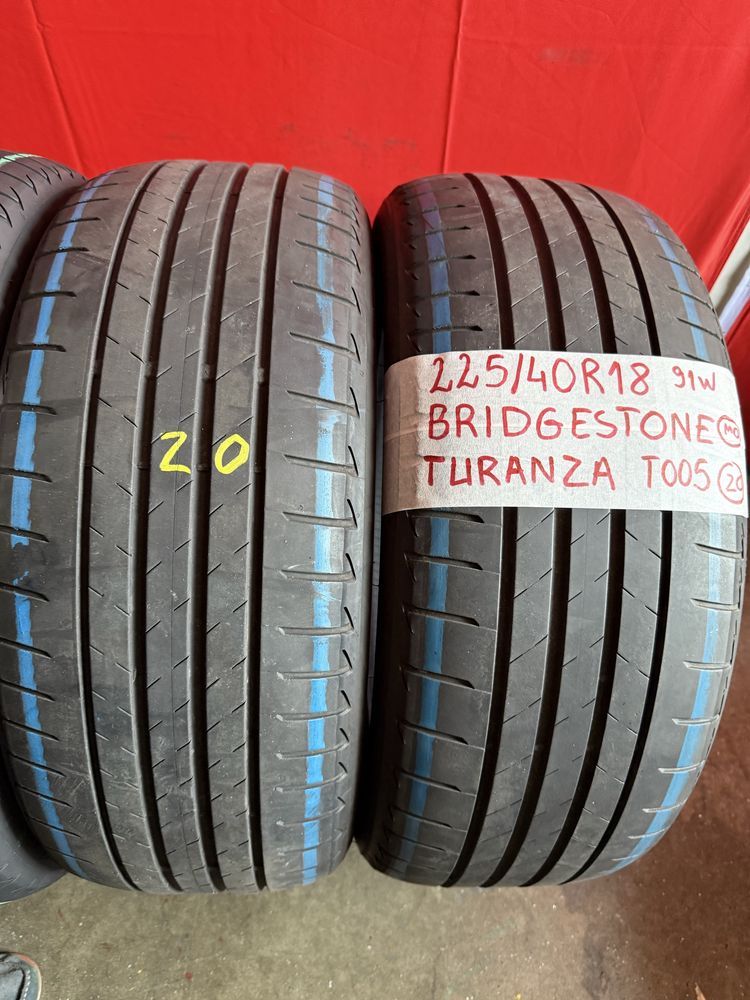 20
225/40R18 91W
BRIDGESTONE MO
TURANZA T005 20